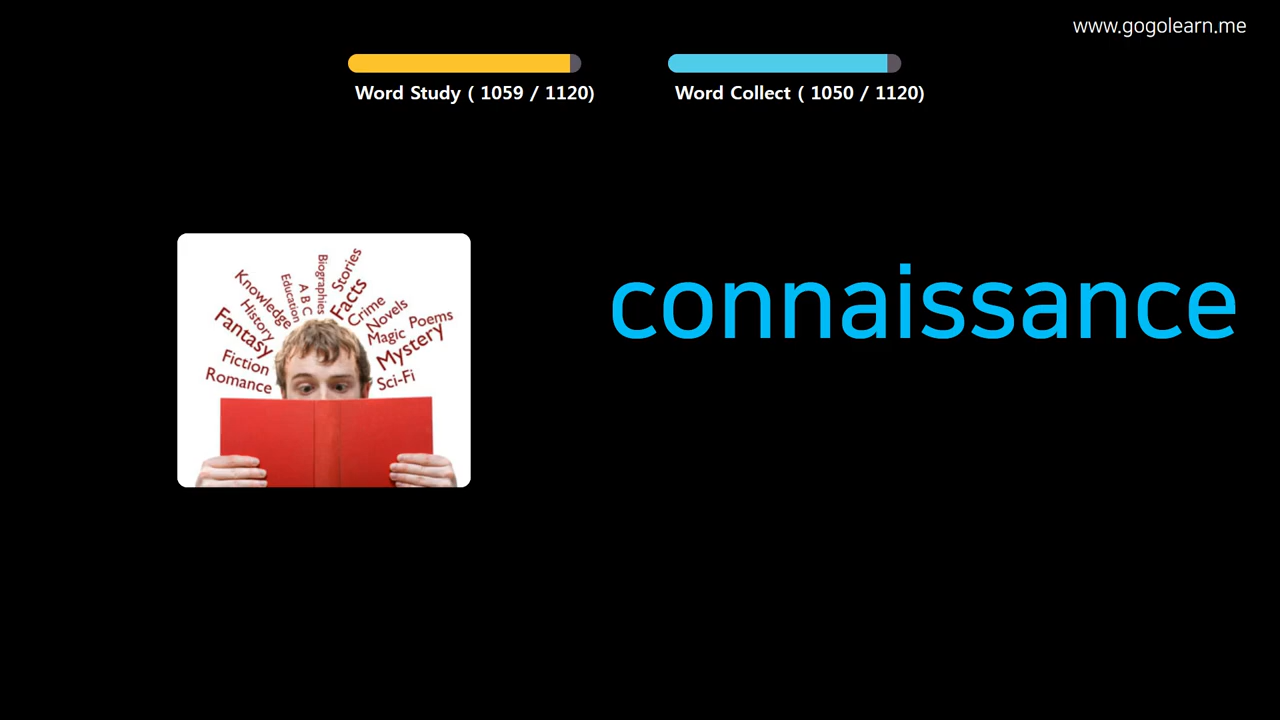 www.gogolearn.me
Word Study ( 1059 / 1120)
Word Collect ( 1050 / 1120)
connaissance
Knowledge
History
Fantasy
Fiction
Romance
Education
A B C
Biographies
Stories
Facts
Crime
Novels
Magic
Poems
Mystery
Sci-Fi